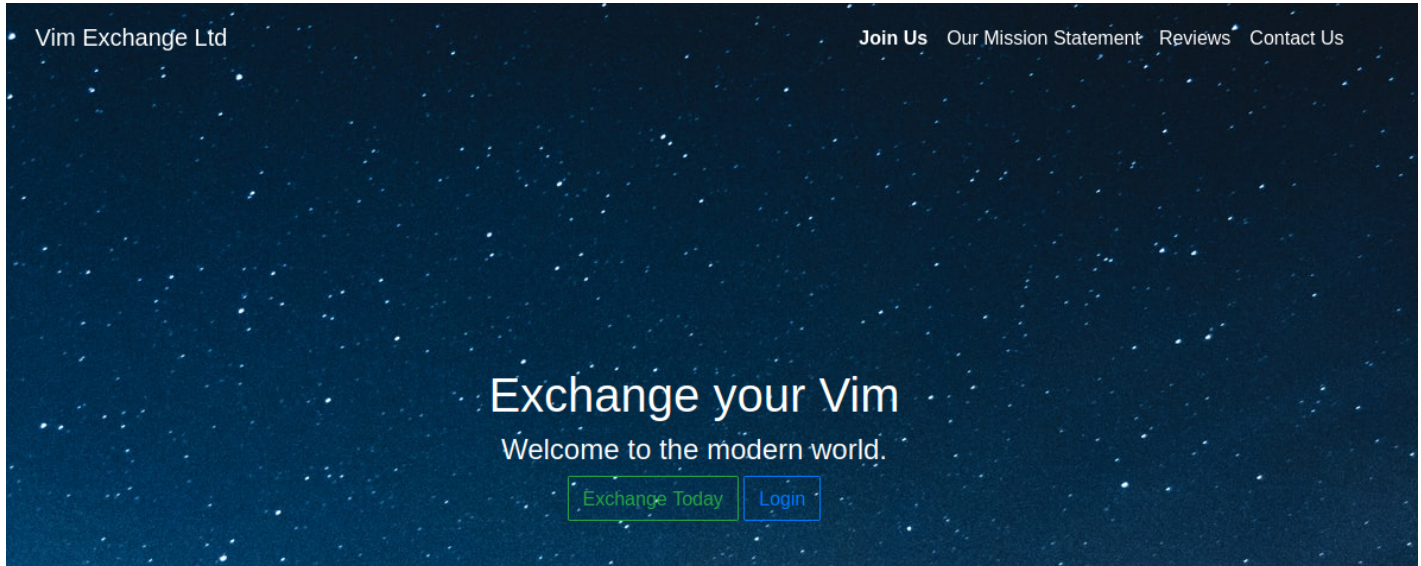 Vim Exchange Ltd
Join Us Our Mission Statement Reviews Contact Us
Exchange your Vim
Welcome to the modern world.
Exchange Today Login